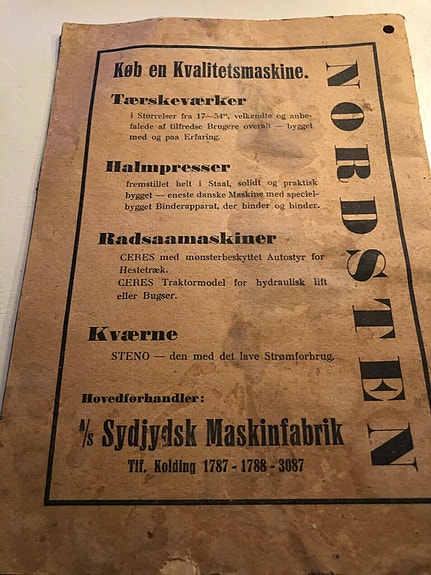 Køb en Kvalitetsmaskine.
Tærskeværker
i Størrelser fra 17—54", velkendte og anbe-
falede af tilfredse Brugere overalt — bygget
med og paa Erfaring.
Halmpresser
fremstillet helt i Staal, solidt og praktisk
bygget — eneste danske Maskine med speciel-
bygget Binderapparat, der binder og binder.
Radsaamaskiner
CERES med mønsterbeskyttet Autostyr for
Hestetræk.
CERES Traktormodel for hydraulisk lift
eller Bugser.
Kværne
STENO — den med det lave Strømforbrug.
Hovedforhandler:
A/S Sydjydsk Maskinfabrik
Tlf. Kolding 1787 - 1788 - 3087
NORDSTEN